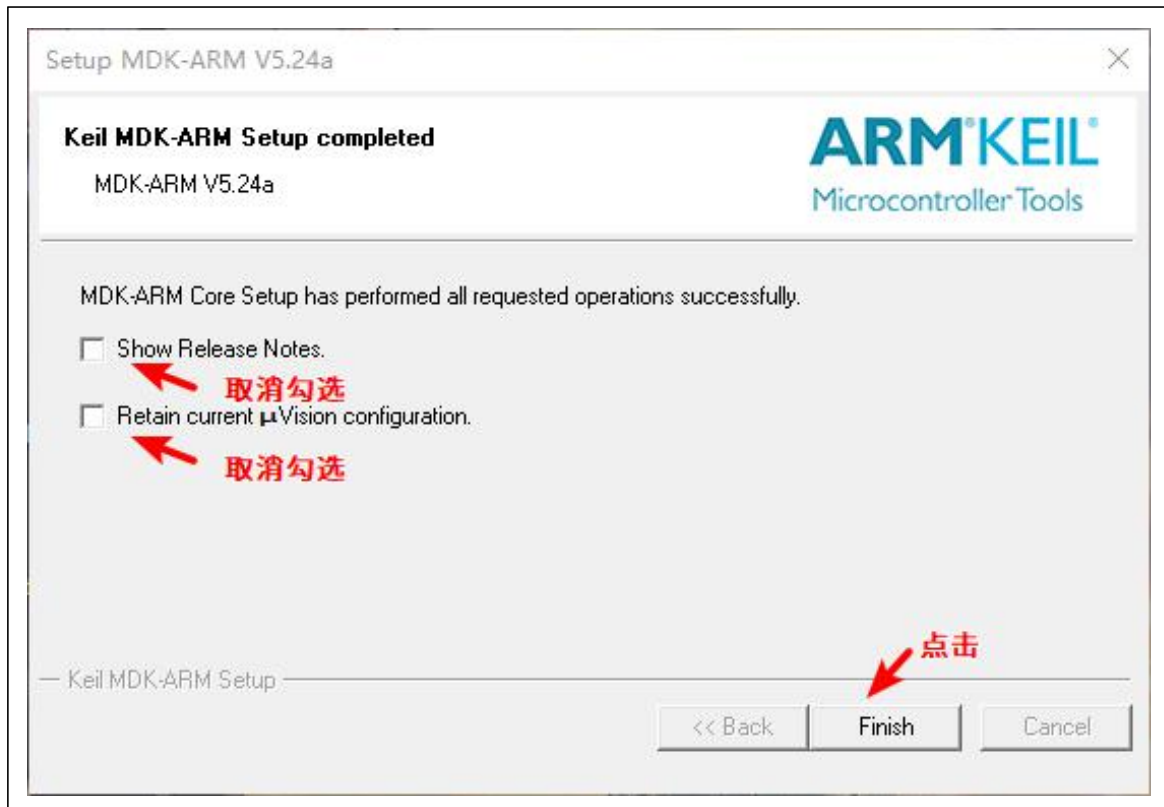 Setup MDK-ARM V5.24a
Keil MDK-ARM Setup completed
MDK-ARM V5.24a
ARM®KEIL®
Microcontroller Tools
MDK-ARM Core Setup has performed all requested operations successfully.
Show Release Notes.
取消勾选
Retain current µVision configuration.
取消勾选
点击
Keil MDK-ARM Setup
<< Back
Finish
Cancel